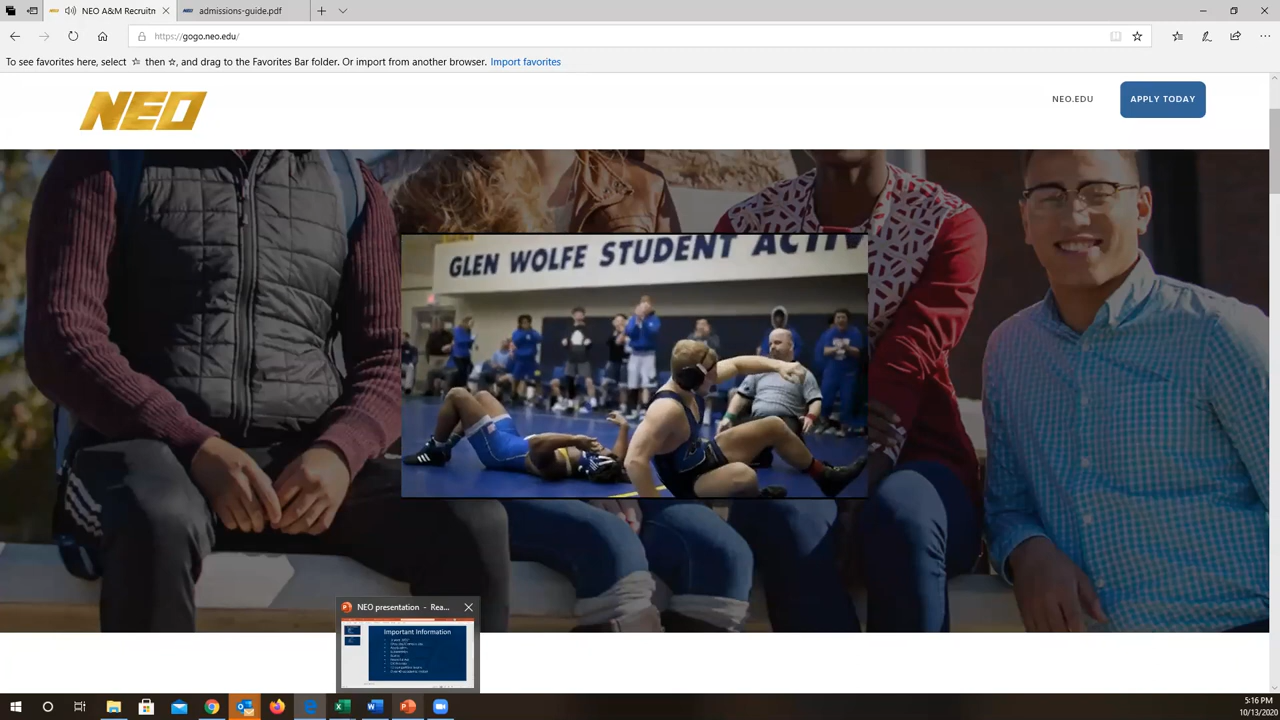 NEO A&M Recruitm
admissions-guide.pdf
https://gogo.neo.edu/
To see favorites here, select ☆ then ☆, and drag to the Favorites Bar folder. Or import from another browser. Import favorites
NEO
NEO.EDU
APPLY TODAY
GLEN WOLFE STUDENT ACTIV
NEO presentation - Rea...
Important Information
5:16 PM
10/13/2020